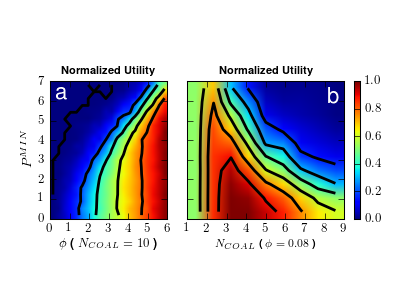 Normalized Utility
Normalized Utility
a
b
7
6
5
4
3
2
1
0
P^{MIN}
0 1 2 3 4 5 6
1 2 3 4 5 6 7 8 9
1.0
0.8
0.6
0.4
0.2
0.0
ϕ ( N_{COAL} = 10 )
N_{COAL} ( ϕ = 0.08 )